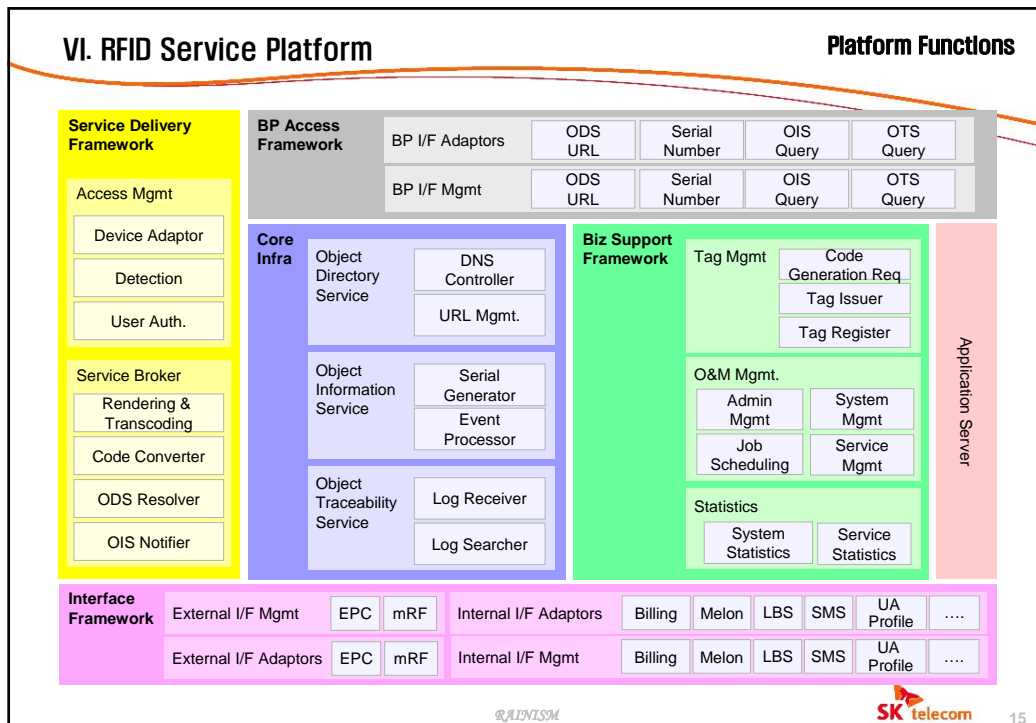 VI. RFID Service Platform
Platform Functions
Service Delivery
Framework
Access Mgmt
Device Adaptor
Detection
User Auth.
Service Broker
Rendering &
Transcoding
Code Converter
ODS Resolver
OIS Notifier
BP Access
Framework
BP I/F Adaptors
ODS
URL
Serial
Number
OIS
Query
OTS
Query
BP I/F Mgmt
ODS
URL
Serial
Number
OIS
Query
OTS
Query
Core
Infra
Object
Directory
Service
DNS
Controller
URL Mgmt.
Object
Information
Service
Serial
Generator
Event
Processor
Object
Traceability
Service
Log Receiver
Log Searcher
Biz Support
Framework
Tag Mgmt
Code
Generation Req
Tag Issuer
Tag Register
O&M Mgmt.
Admin
Mgmt
System
Mgmt
Job
Scheduling
Service
Mgmt
Statistics
System
Statistics
Service
Statistics
Application Server
Interface
Framework
External I/F Mgmt
EPC
mRF
Internal I/F Adaptors
Billing
Melon
LBS
SMS
UA
Profile
....
External I/F Adaptors
EPC
mRF
Internal I/F Mgmt
Billing
Melon
LBS
SMS
UA
Profile
....
RAINISM
SK telecom
15